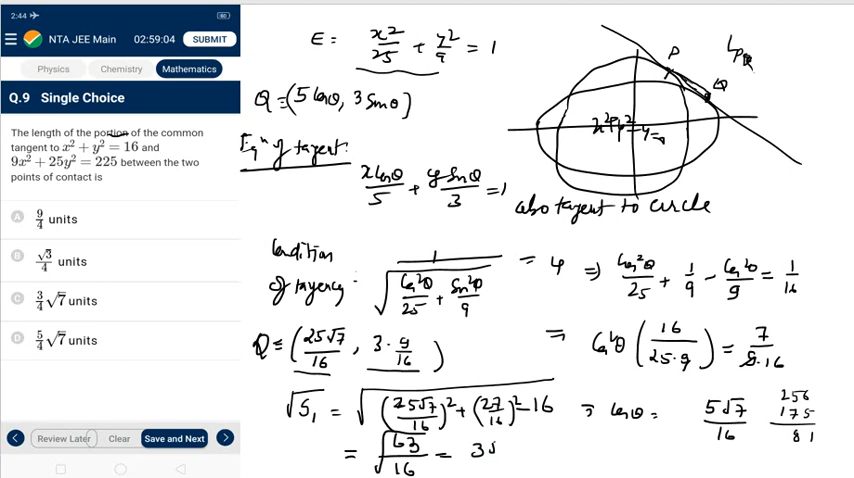 2:44
NTA JEE Main
02:59:04
SUBMIT
Physics
Chemistry
Mathematics
Q.9 Single Choice
The length of the portion of the common
tangent to x² + y² = 16 and
9x² + 25y² = 225 between the two
points of contact is
A 9/4 units
B √3/4 units
C 3/4 √7 units
D 5/4 √7 units
Review Later
Clear
Save and Next
E = x²/25 + y²/9 = 1
Q ≡ (5 cosθ, 3 sinθ)
Eqⁿ of tangent:
x cosθ/5 + y sinθ/3 = 1
P
Q
L PQ
also tangent to circle
Condition
of tangency :
1/√(cos²θ/25 + sin²θ/9) = 4 ⇒ cos²θ/25 + 1/9 - cos²θ/9 = 1/16
Q ≡ (25√7/16, 3·9/16) = cos²θ (16/25·9) = 7/9·16
√S₁ = √((25√7/16)² + (27/16)² - 16) ⇒ cosθ = 5√7/16
256
175
81
= √(63/16) = 3